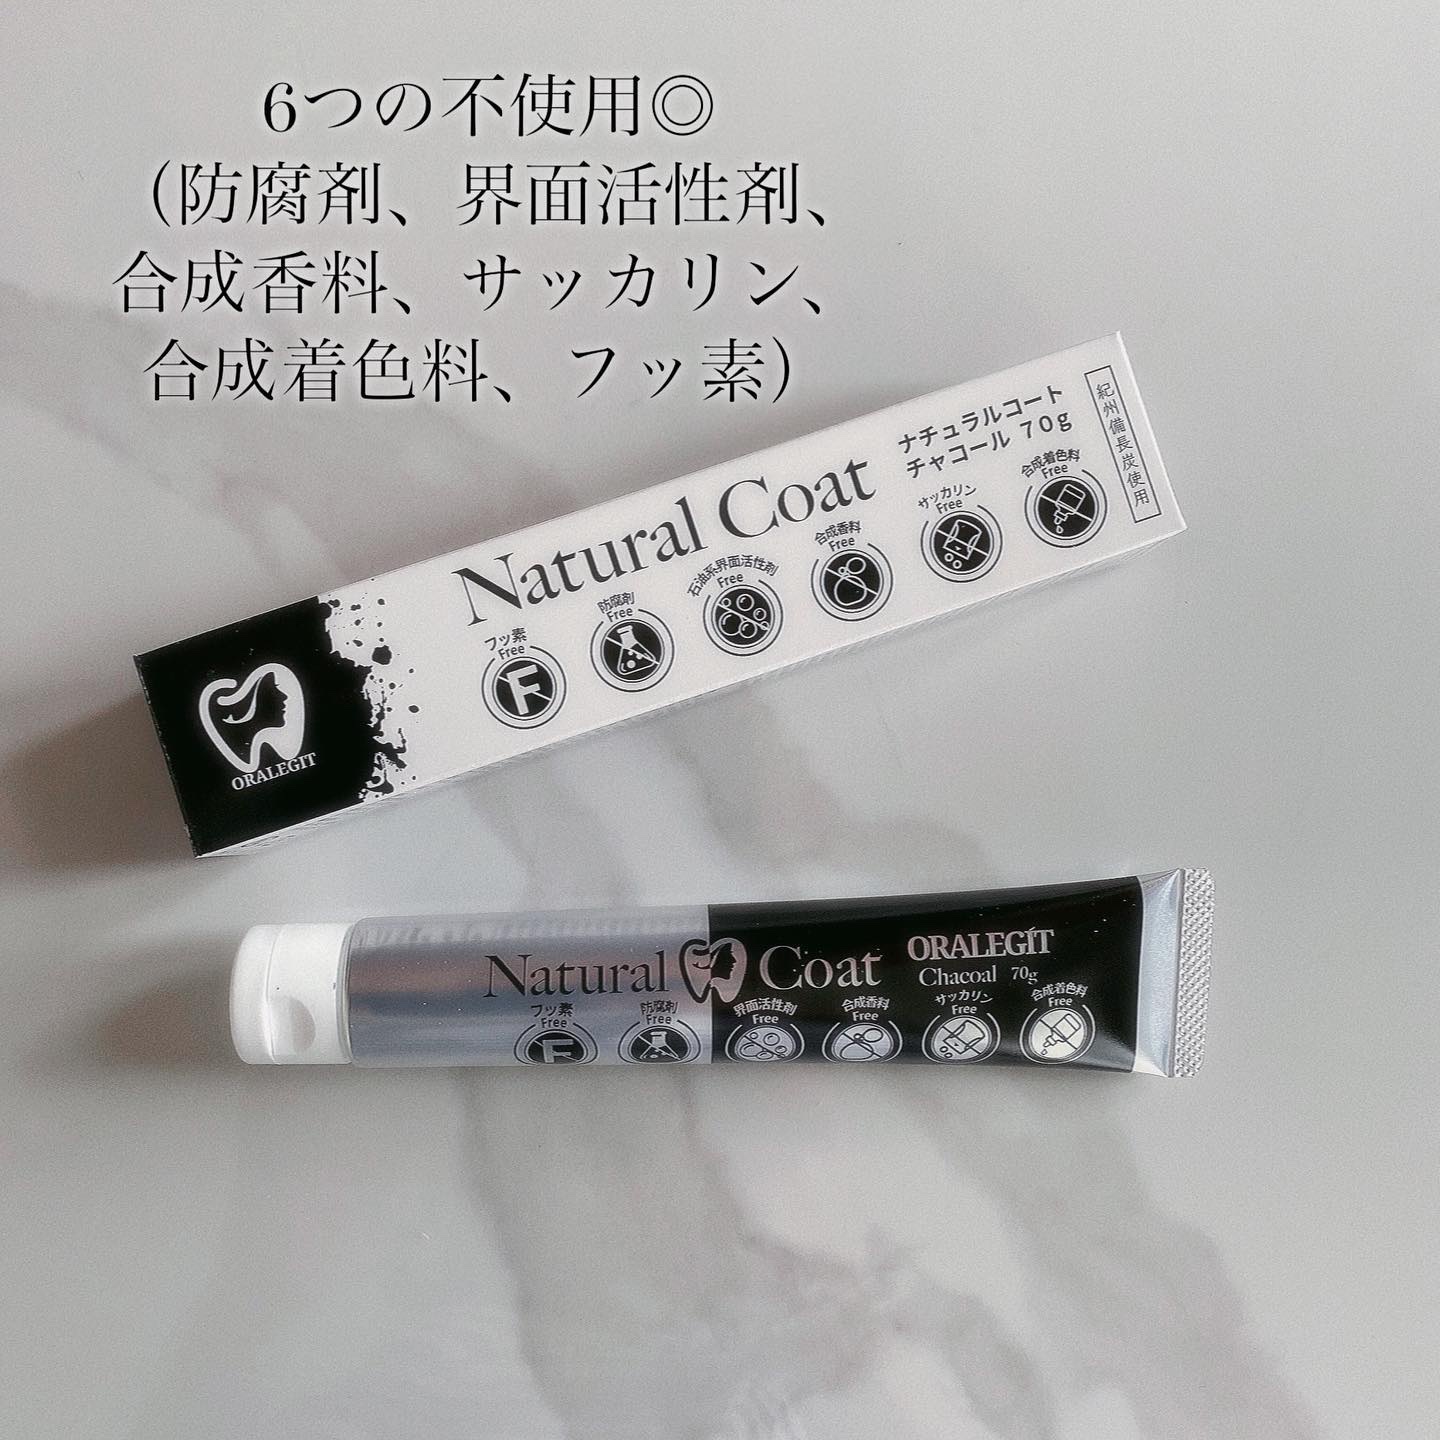 6つの不使用◎
（防腐剤、界面活性剤、
合成香料、サッカリン、
合成着色料、フッ素）
ナチュラルコート
チャコール 70g
紀州備長炭使用
Natural Coat
フッ素
Free
防腐剤
Free
石油系界面活性剤
Free
合成香料
Free
サッカリン
Free
合成着色料
Free
F
ORALEGIT
Natural Coat
ORALEGIT
Chacoal 70g
フッ素
Free
防腐剤
Free
界面活性剤
Free
合成香料
Free
サッカリン
Free
合成着色料
Free
F